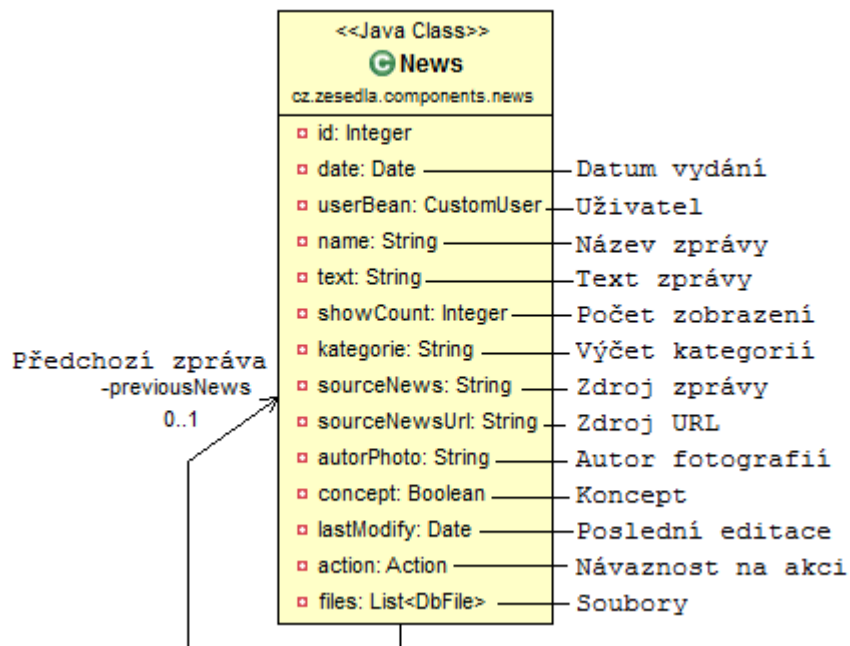 <<Java Class>>
C News
cz.zesedla.components.news
id: Integer
date: Date Datum vydání
userBean: CustomUser Uživatel
name: String Název zprávy
text: String Text zprávy
showCount: Integer Počet zobrazení
kategorie: String Výčet kategorií
Předchozí zpráva
-previousNews
0..1
sourceNews: String Zdroj zprávy
sourceNewsUrl: String Zdroj URL
autorPhoto: String Autor fotografií
concept: Boolean Koncept
lastModify: Date Poslední editace
action: Action Návaznost na akci
files: List<DbFile> Soubory